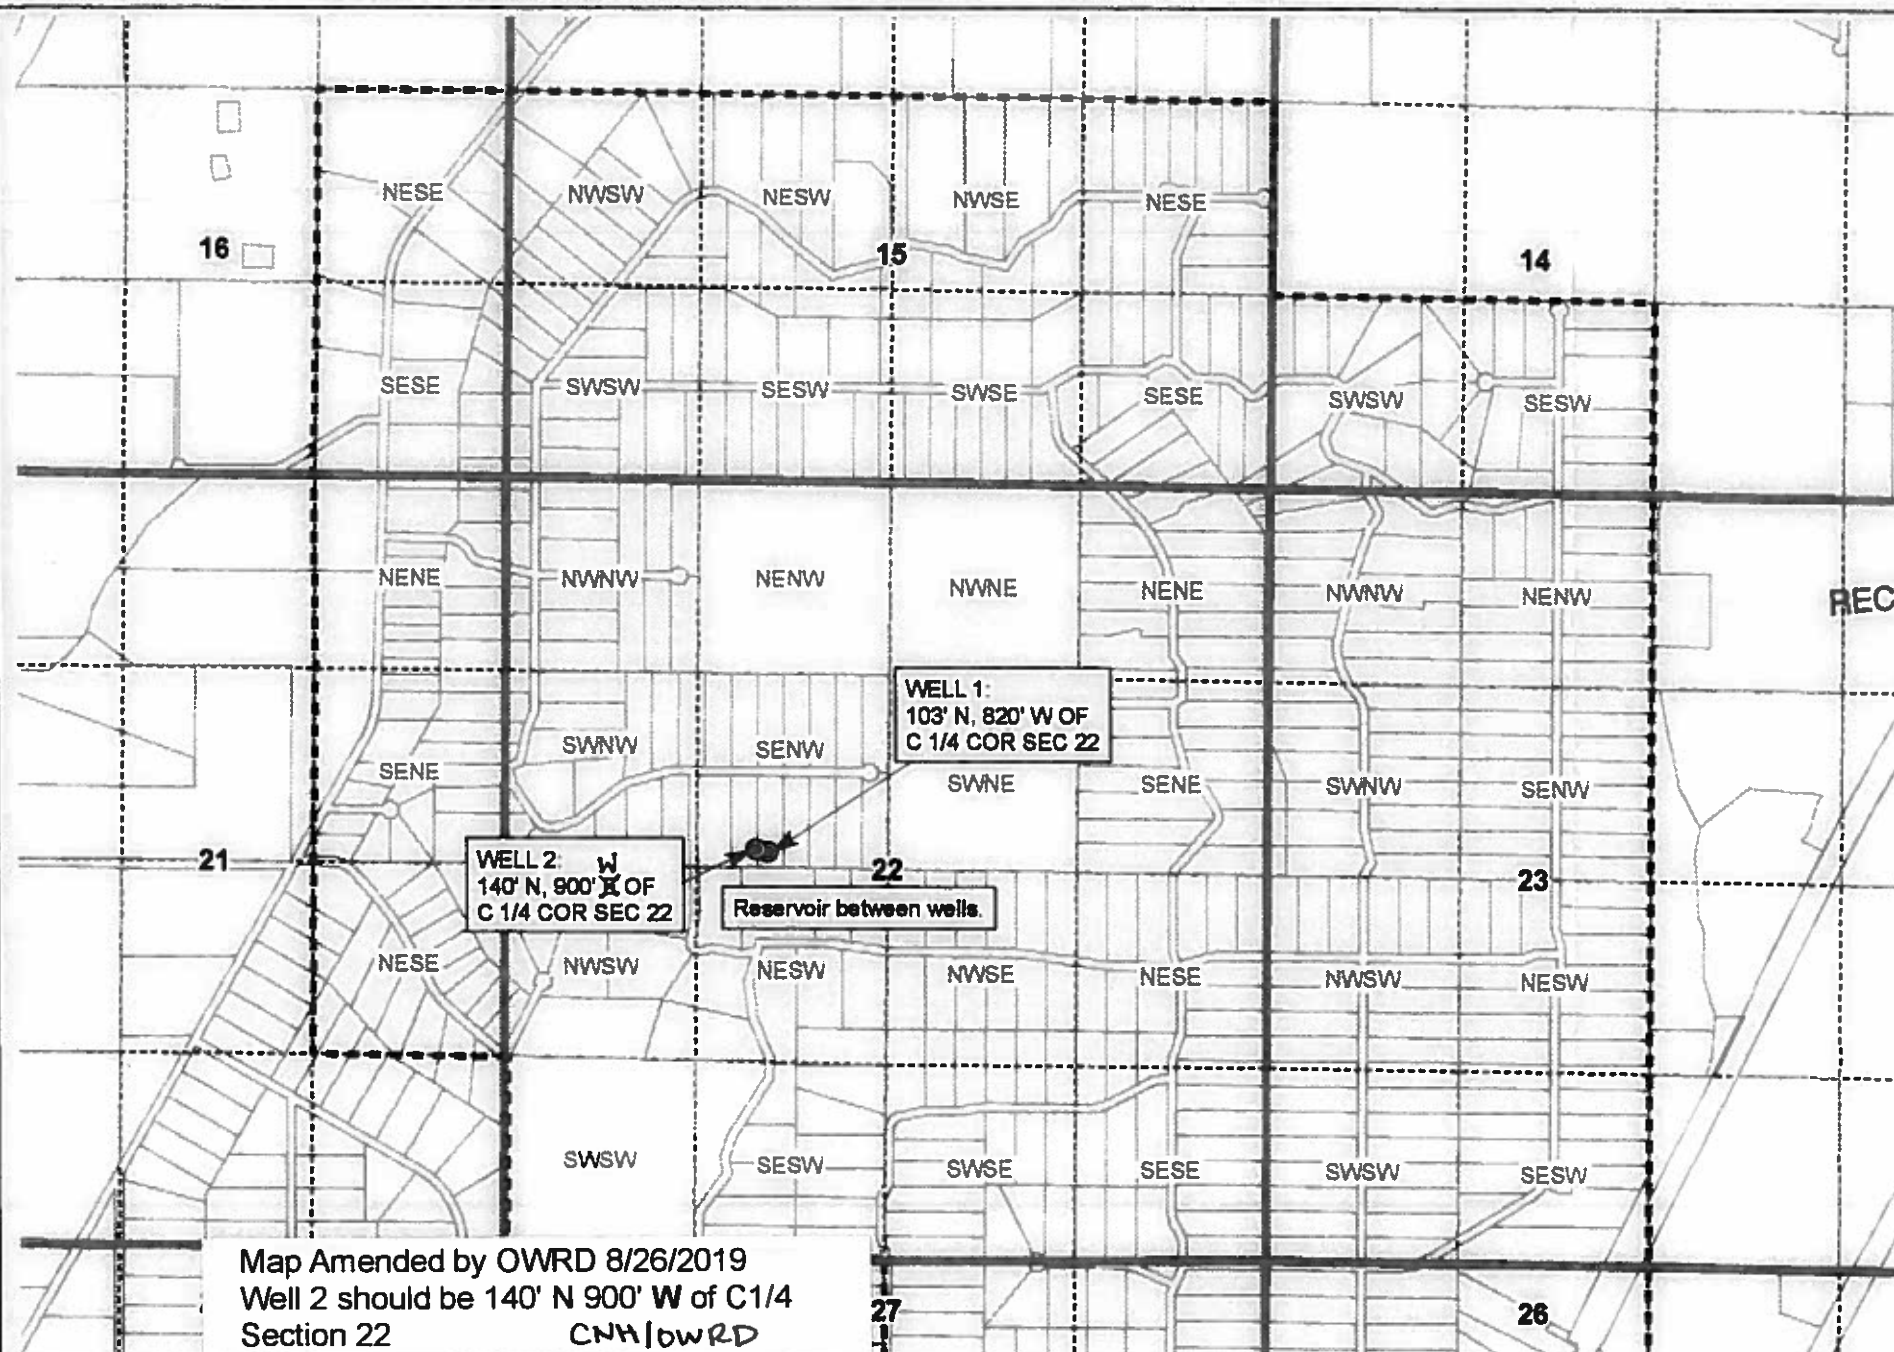 NESE NWSW NESW NWSE NESE
16 15 14
SESE SWSW SESW SWSE SESE SWSW SESW
NENE NWNW NENW NWNE NENE NWNW NENW
REC
WELL 1:
103' N, 820' W OF
C 1/4 COR SEC 22
SWNW SENW
SENE SWNE SENE SWNW SENW
21 22 23
WELL 2: W
140' N, 900' E OF
C 1/4 COR SEC 22
Reservoir between wells.
NESE NWSW NESW NWSE NESE NWSW NESW
SWSW SESW SWSE SESE SWSW SESW
Map Amended by OWRD 8/26/2019
Well 2 should be 140' N 900' W of C1/4
Section 22 CNH/OWRD
27 26